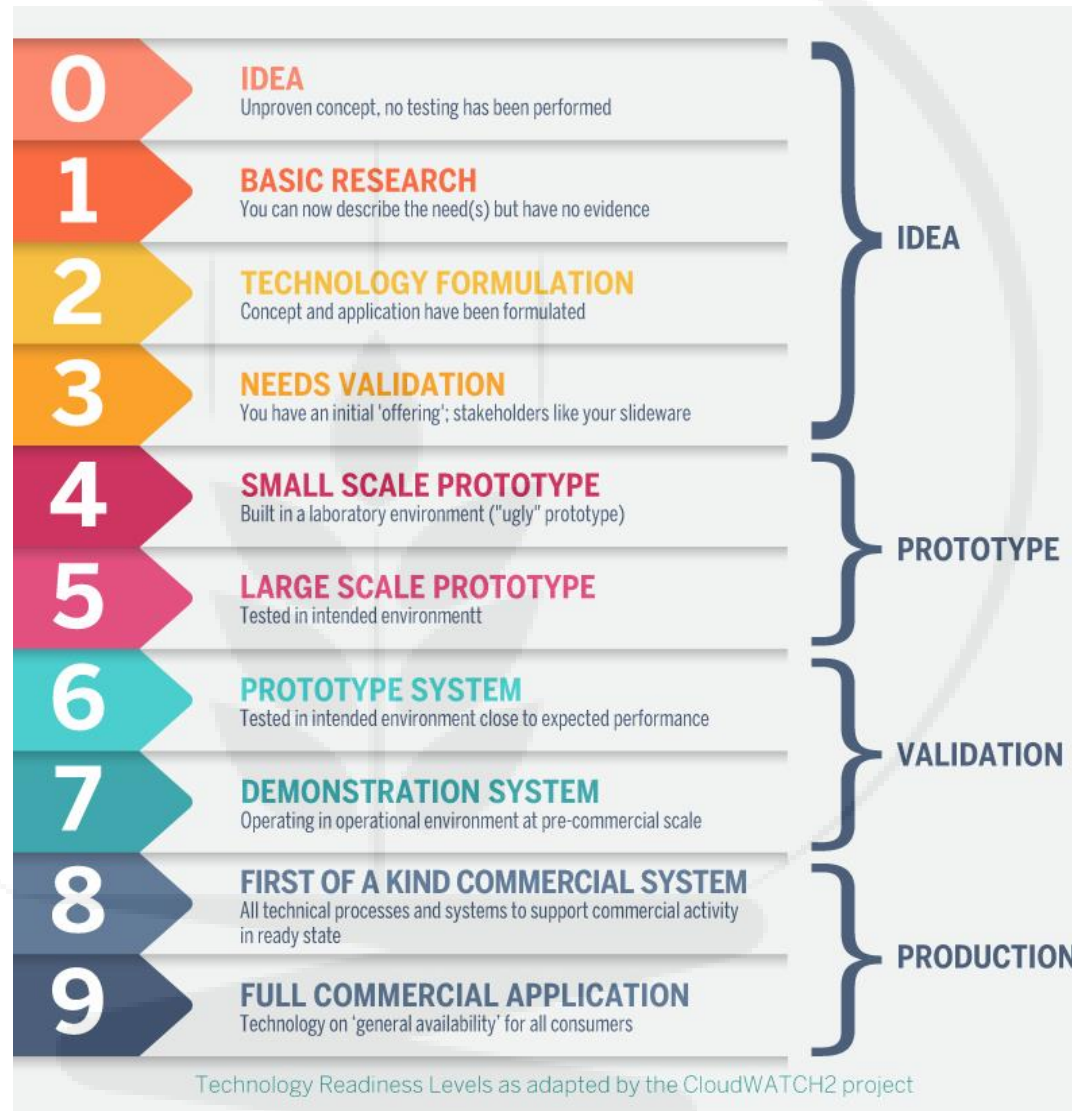 0
IDEA
Unproven concept, no testing has been performed
1
BASIC RESEARCH
You can now describe the need(s) but have no evidence
IDEA
2
TECHNOLOGY FORMULATION
Concept and application have been formulated
3
NEEDS VALIDATION
You have an initial 'offering'; stakeholders like your slideware
4
SMALL SCALE PROTOTYPE
Built in a laboratory environment ("ugly" prototype)
PROTOTYPE
5
LARGE SCALE PROTOTYPE
Tested in intended environmentt
6
PROTOTYPE SYSTEM
Tested in intended environment close to expected performance
VALIDATION
7
DEMONSTRATION SYSTEM
Operating in operational environment at pre-commercial scale
8
FIRST OF A KIND COMMERCIAL SYSTEM
All technical processes and systems to support commercial activity
in ready state
PRODUCTION
9
FULL COMMERCIAL APPLICATION
Technology on ‘general availability’ for all consumers
Technology Readiness Levels as adapted by the CloudWATCH2 project